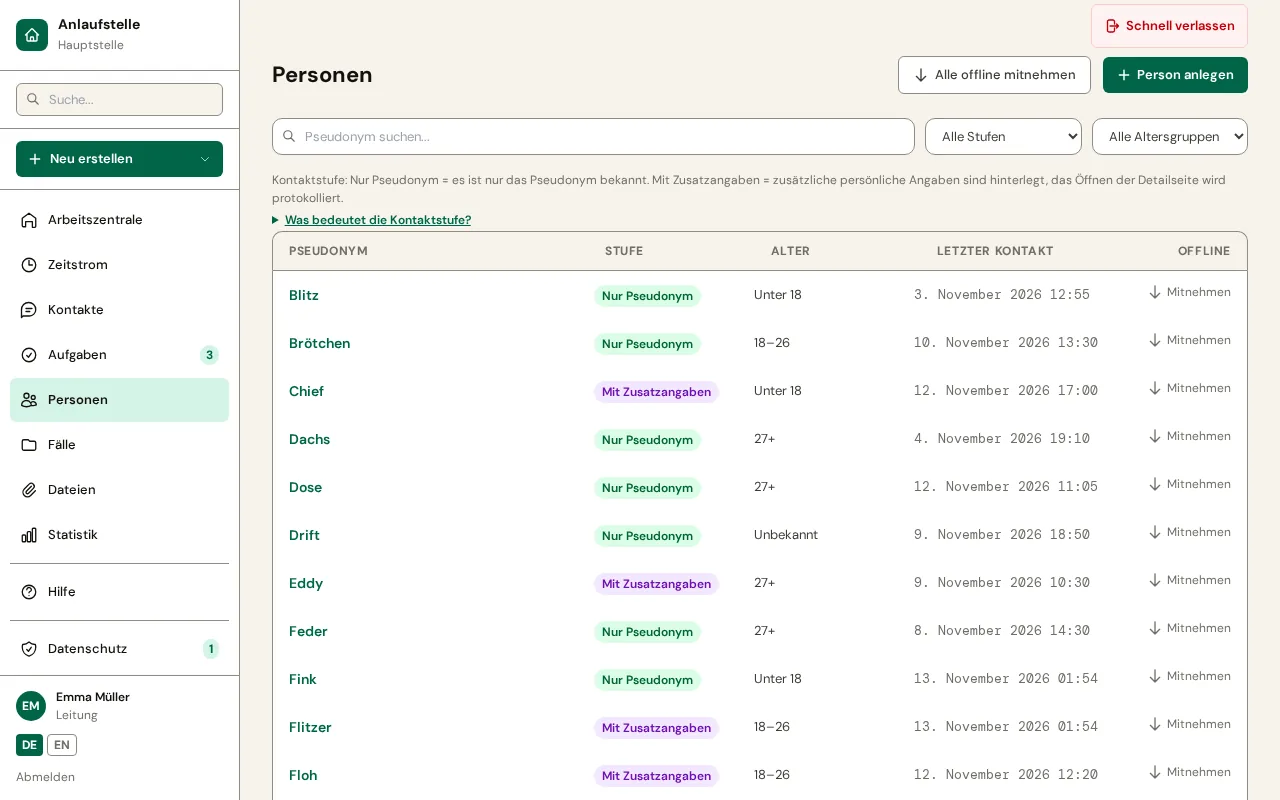 Anlaufstelle
Hauptstelle
Suche...
Neu erstellen
Arbeitszentrale
Zeitstrom
Kontakte
Aufgaben 3
Personen
Fälle
Dateien
Statistik
Hilfe
Datenschutz 1
EM Emma Müller
Leitung
DE EN
Abmelden
Schnell verlassen
Personen Alle offline mitnehmen Person anlegen
Pseudonym suchen... Alle Stufen Alle Altersgruppen
Kontaktstufe: Nur Pseudonym = es ist nur das Pseudonym bekannt. Mit Zusatzangaben = zusätzliche persönliche Angaben sind hinterlegt, das Öffnen der Detailseite wird
protokolliert.
Was bedeutet die Kontaktstufe?
PSEUDONYM STUFE ALTER LETZTER KONTAKT OFFLINE
Blitz Nur Pseudonym Unter 18 3. November 2026 12:55 Mitnehmen
Brötchen Nur Pseudonym 18–26 10. November 2026 13:30 Mitnehmen
Chief Mit Zusatzangaben Unter 18 12. November 2026 17:00 Mitnehmen
Dachs Nur Pseudonym 27+ 4. November 2026 19:10 Mitnehmen
Dose Nur Pseudonym 27+ 12. November 2026 11:05 Mitnehmen
Drift Nur Pseudonym Unbekannt 9. November 2026 18:50 Mitnehmen
Eddy Mit Zusatzangaben 27+ 9. November 2026 10:30 Mitnehmen
Feder Nur Pseudonym 27+ 8. November 2026 14:30 Mitnehmen
Fink Nur Pseudonym Unter 18 13. November 2026 01:54 Mitnehmen
Flitzer Mit Zusatzangaben 18–26 13. November 2026 01:54 Mitnehmen
Floh Mit Zusatzangaben 18–26 12. November 2026 12:20 Mitnehmen